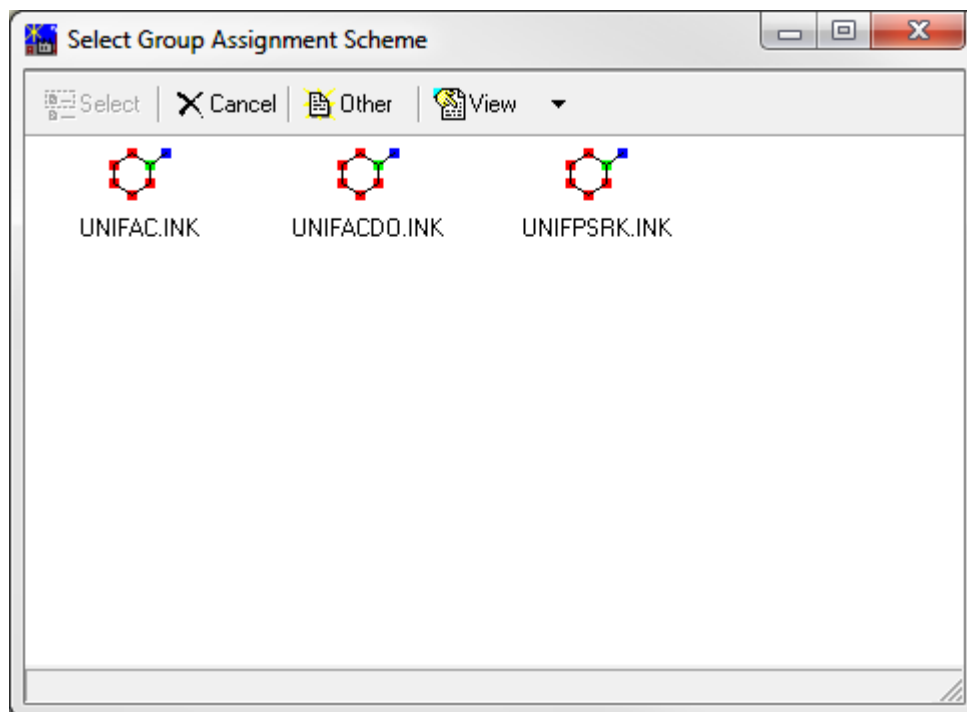 Select Group Assignment Scheme
Select Cancel Other View
UNIFAC.INK UNIFACDO.INK UNIFPSRK.INK